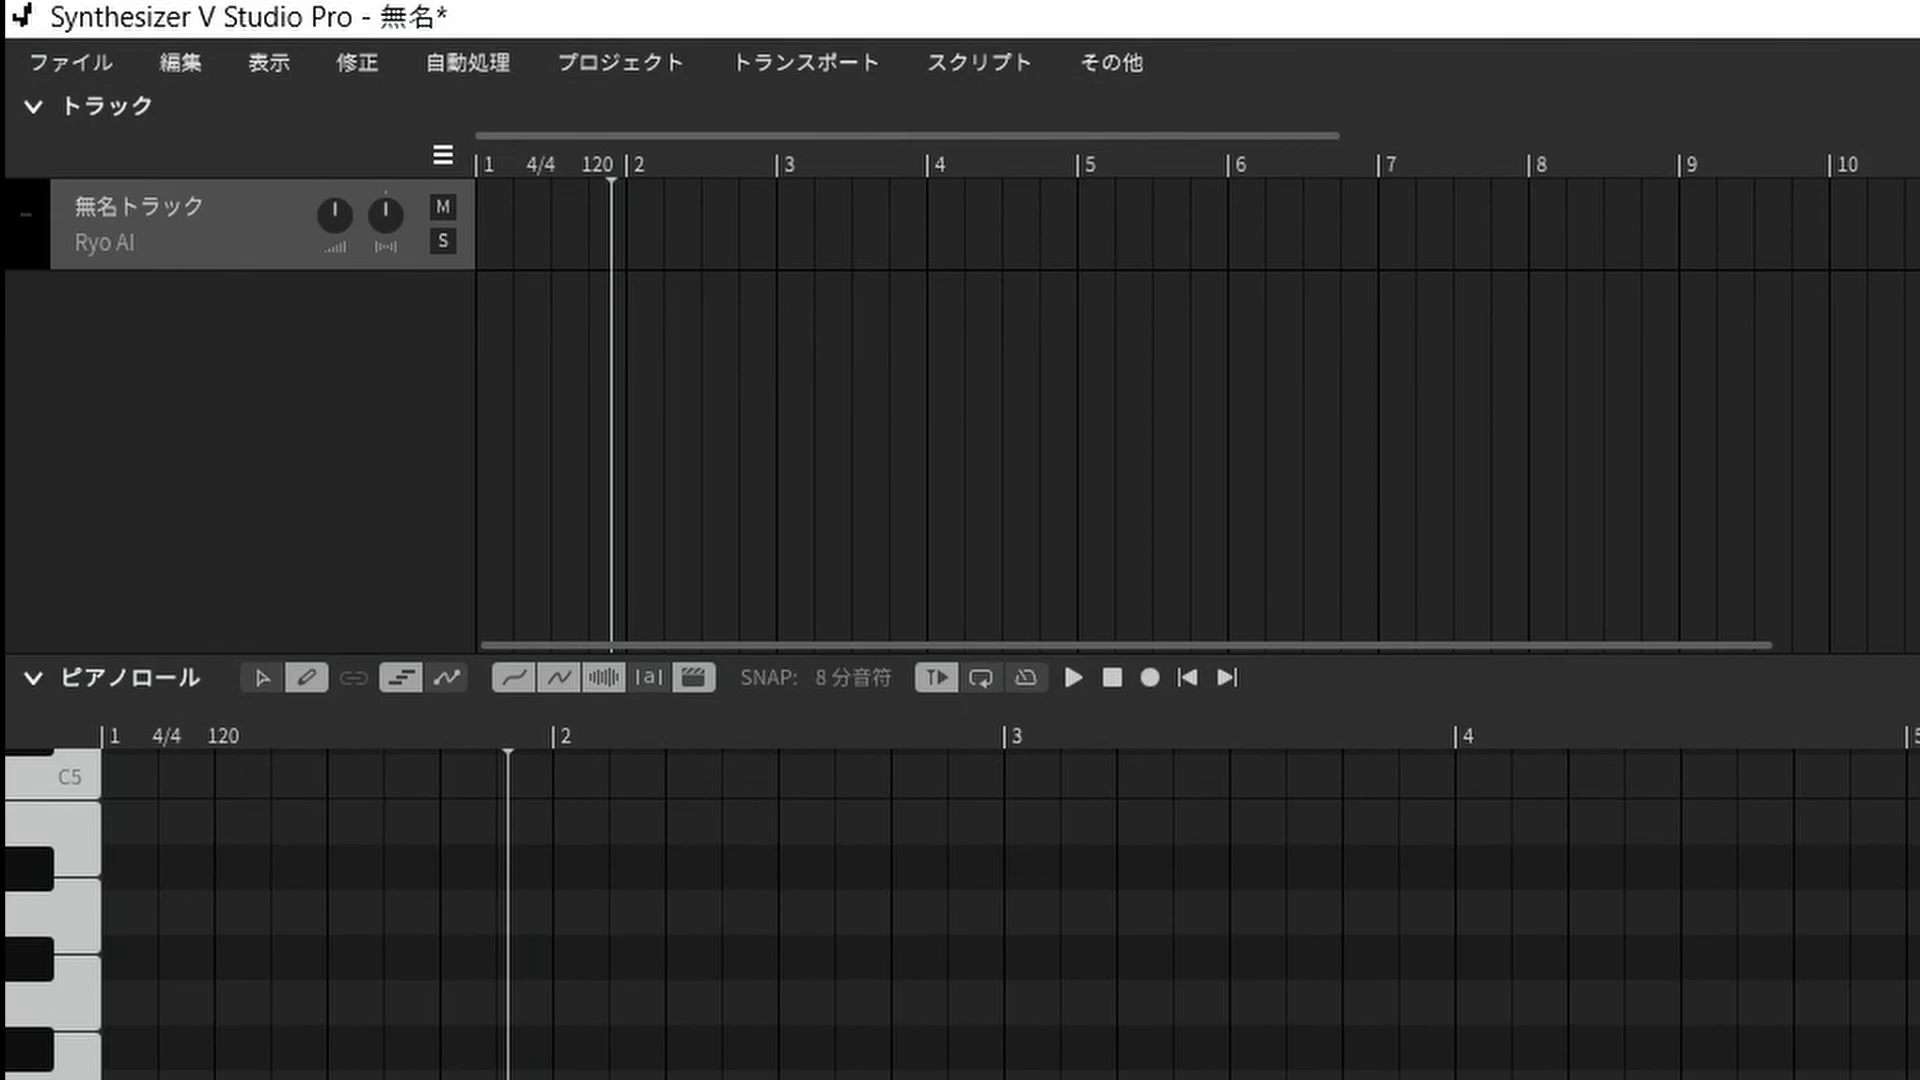 Synthesizer V Studio Pro - 無名*
ファイル 編集 表示 修正 自動処理 プロジェクト トランスポート スクリプト その他
トラック
1 4/4 120 2 3 4 5 6 7 8 9 10
無名トラック M
Ryo AI S
ピアノロール |a| SNAP: 8 分音符 T
1 4/4 120 2 3 4 5
C5